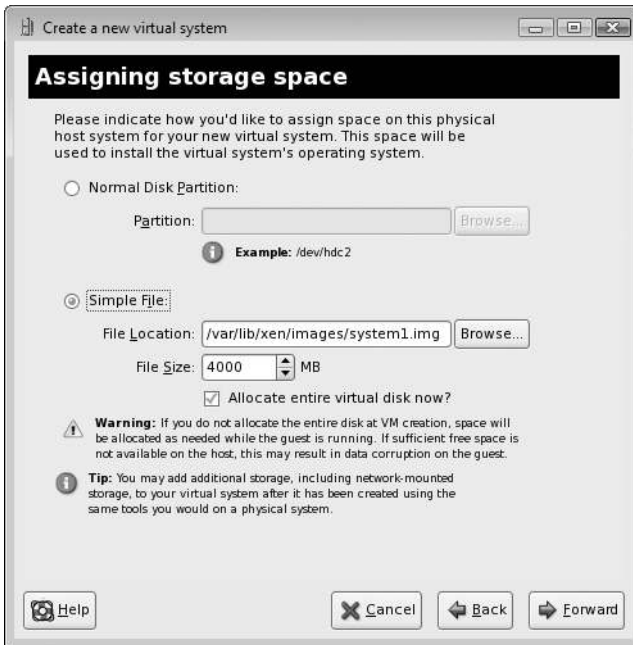 Create a new virtual system
Assigning storage space
Please indicate how you'd like to assign space on this physical
host system for your new virtual system. This space will
be used to install the virtual system's operating system.
Normal Disk Partition:
Partition:
Browse...
Example: /dev/hdc2
Simple File:
File Location: /var/lib/xen/images/system1.img Browse...
File Size: 4000 MB
Allocate entire virtual disk now?
Warning: If you do not allocate the entire disk at VM creation, space will
be allocated as needed while the guest is running. If sufficient free space is
not available on the host, this may result in data corruption on the guest.
Tip: You may add additional storage, including network-mounted
storage, to your virtual system after it has been created using the
same tools you would on a physical system.
Help Cancel Back Forward